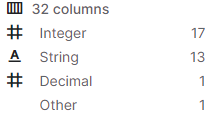 32 columns
Integer 17
String 13
Decimal 1
Other 1